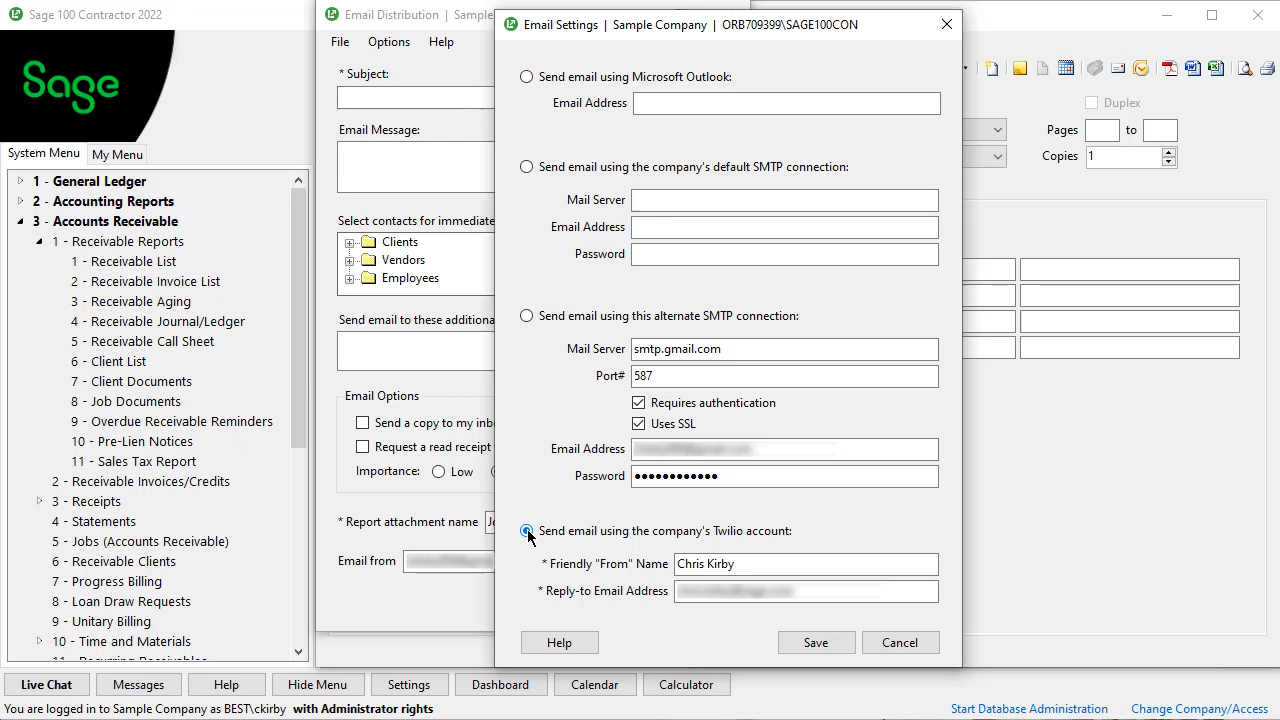 Sage 100 Contractor 2022
Sage
System Menu
My Menu
1 - General Ledger
2 - Accounting Reports
3 - Accounts Receivable
1 - Receivable Reports
1 - Receivable List
2 - Receivable Invoice List
3 - Receivable Aging
4 - Receivable Journal/Ledger
5 - Receivable Call Sheet
6 - Client List
7 - Client Documents
8 - Job Documents
9 - Overdue Receivable Reminders
10 - Pre-Lien Notices
11 - Sales Tax Report
2 - Receivable Invoices/Credits
3 - Receipts
4 - Statements
5 - Jobs (Accounts Receivable)
6 - Receivable Clients
7 - Progress Billing
8 - Loan Draw Requests
9 - Unitary Billing
10 - Time and Materials
11 - Recurring Receivables
Email Distribution | Sample
File Options Help
* Subject:
Email Message:
Select contacts for immediate
Clients
Vendors
Employees
Send email to these additiona
Email Options
Send a copy to my inb
Request a read receipt
Importance: Low
* Report attachment name
Email from
Email Settings | Sample Company | ORB709399\SAGE100CON
Send email using Microsoft Outlook:
Email Address
Send email using the company's default SMTP connection:
Mail Server
Email Address
Password
Send email using this alternate SMTP connection:
Mail Server smtp.gmail.com
Port# 587
Requires authentication
Uses SSL
Email Address
Password ●●●●●●●●●●●●
Send email using the company's Twilio account:
* Friendly "From" Name Chris Kirby
* Reply-to Email Address
Help Save Cancel
Duplex
Pages to
Copies 1
Live Chat Messages Help Hide Menu Settings Dashboard Calendar Calculator
You are logged in to Sample Company as BEST\ckirby with Administrator rights
Start Database Administration Change Company/Access